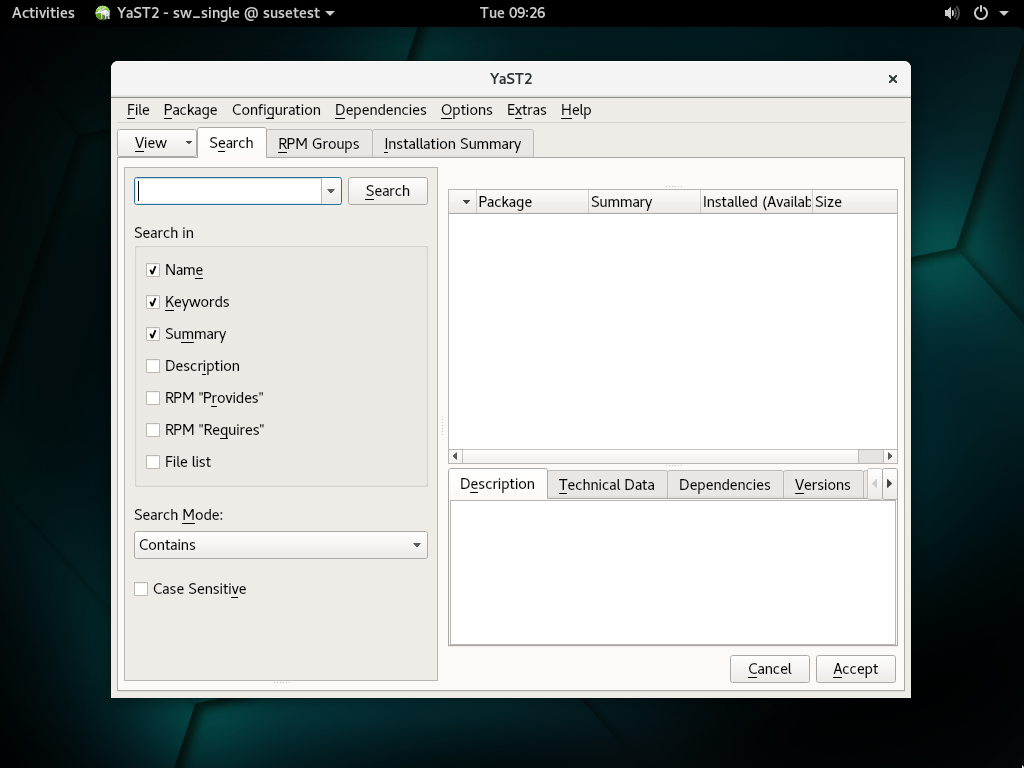 Activities YaST2 - sw_single @ susetest Tue 09:26
YaST2
File Package Configuration Dependencies Options Extras Help
View Search RPM Groups Installation Summary
Search
Package Summary Installed (Availab Size
Search in
Name
Keywords
Summary
Description
RPM "Provides"
RPM "Requires"
File list
Description Technical Data Dependencies Versions
Search Mode:
Contains
Case Sensitive
Cancel Accept